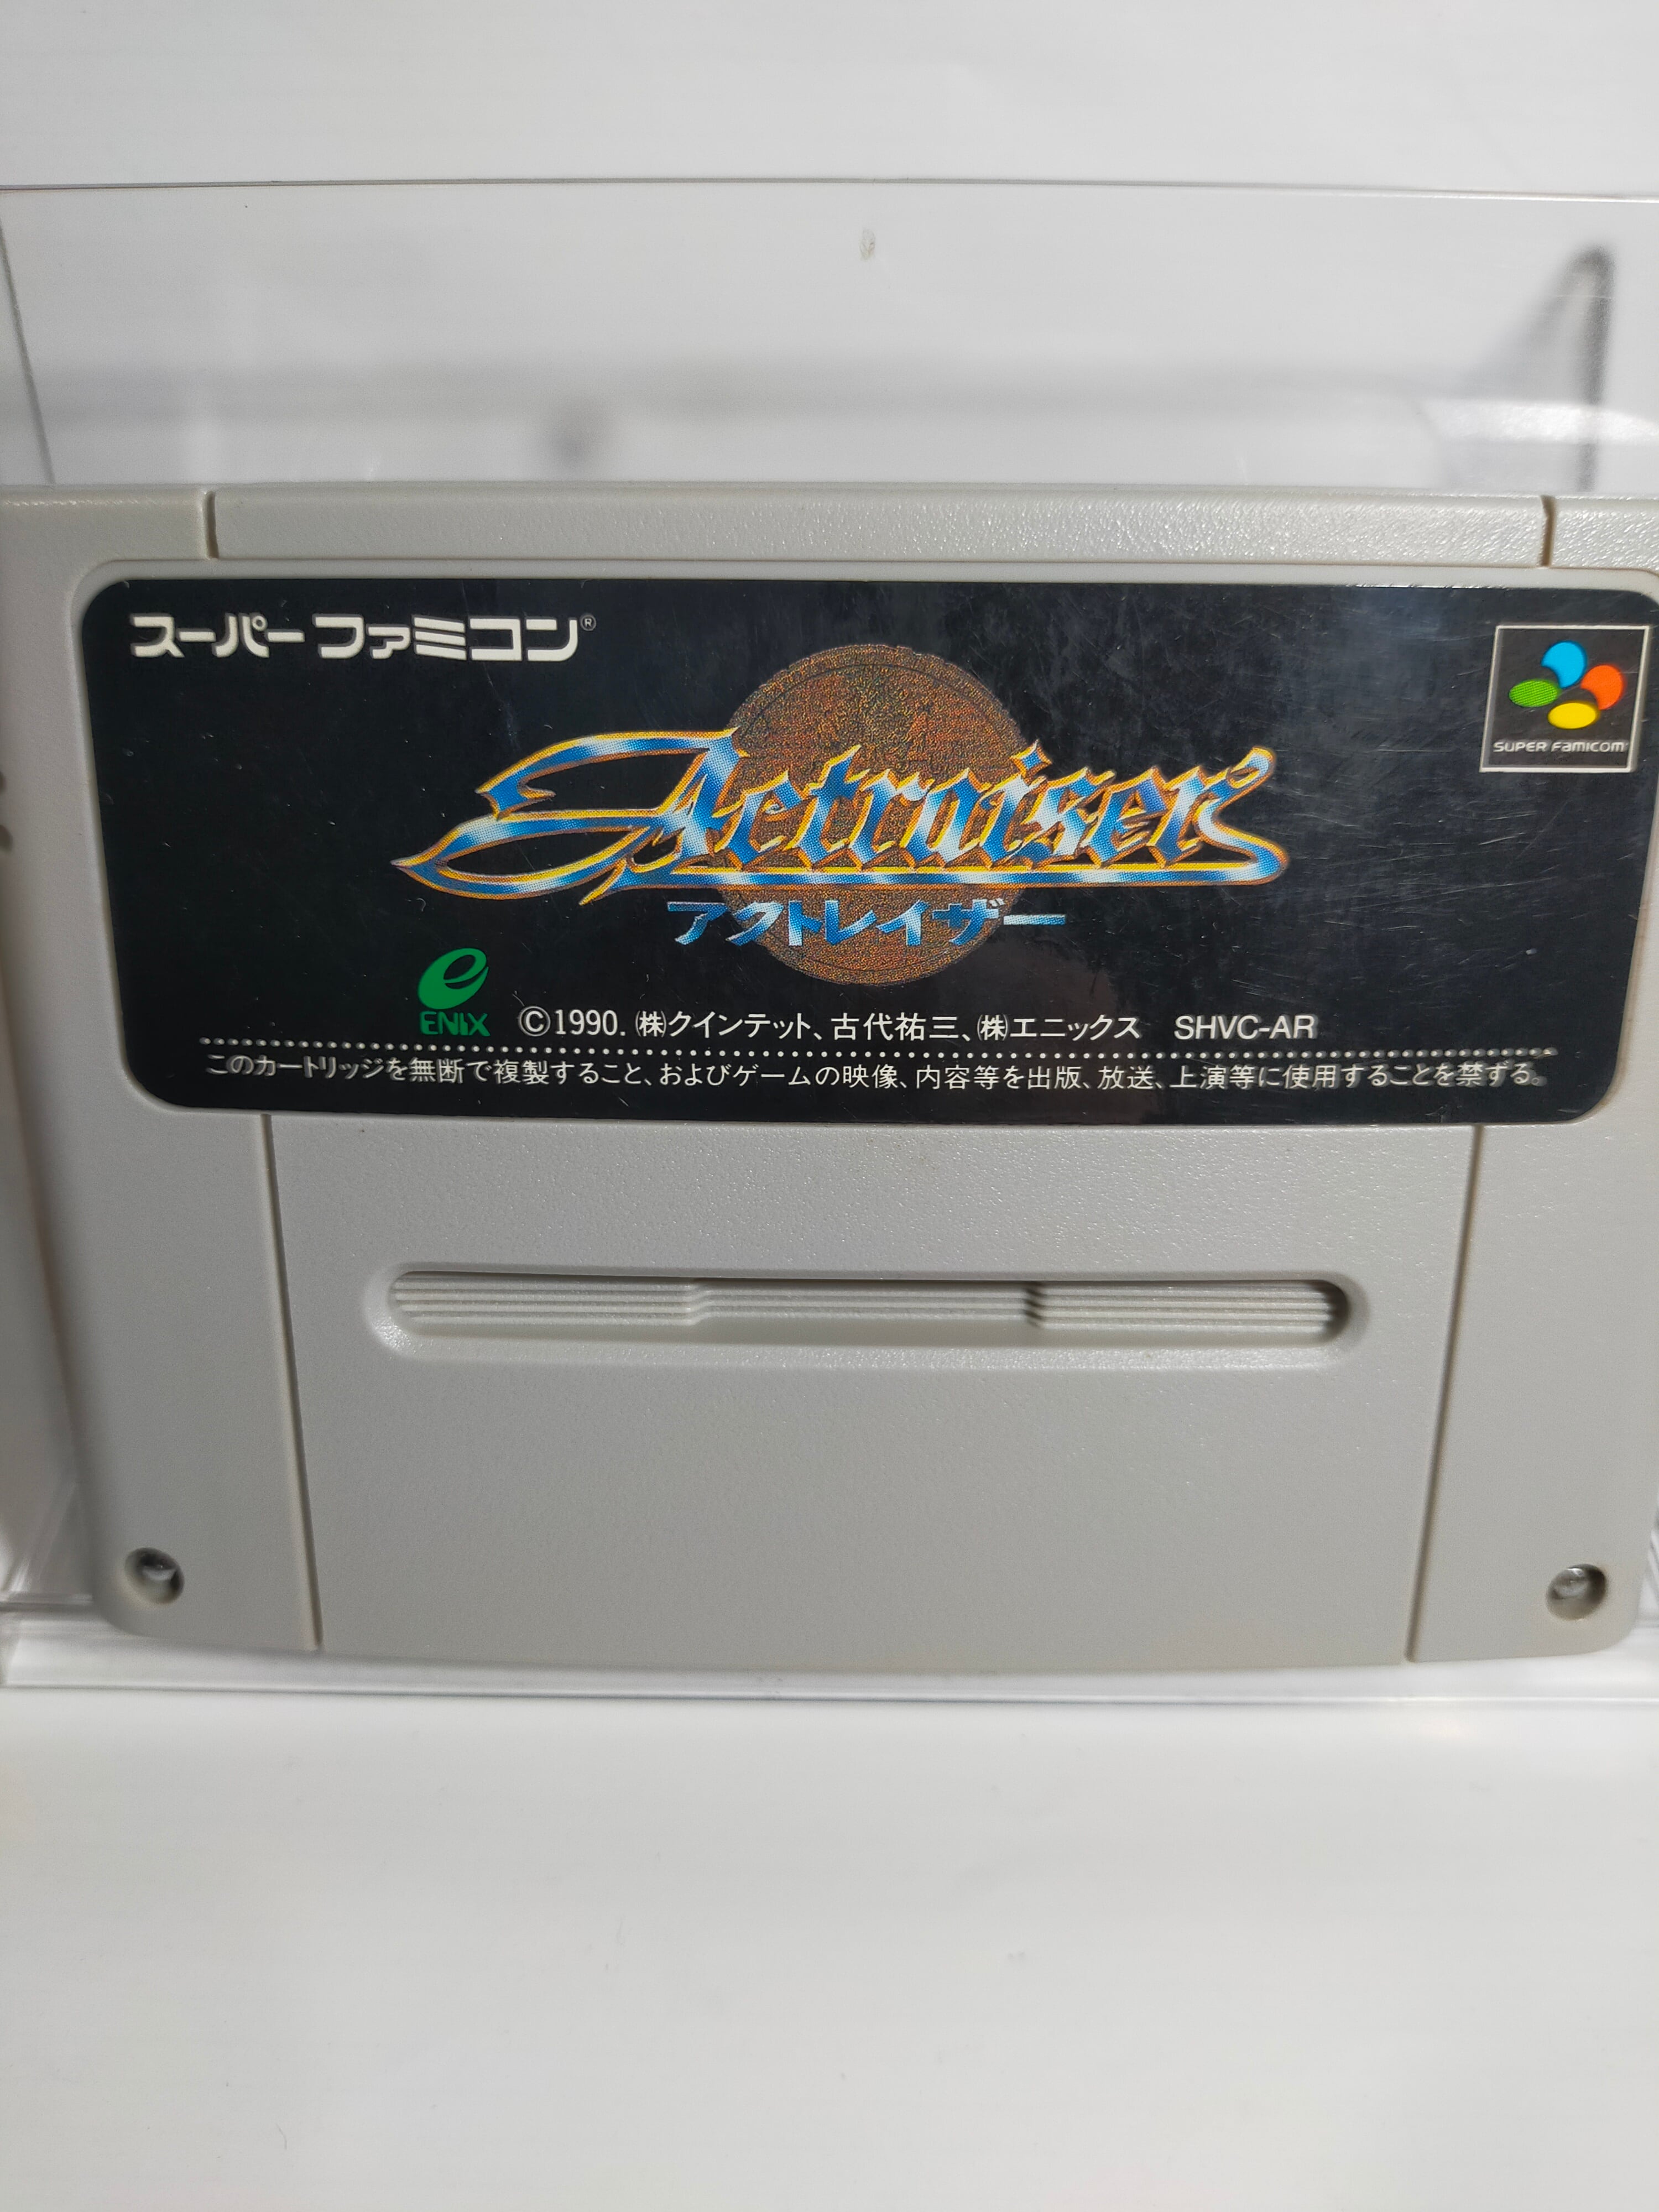 スーパーファミコン®
SUPER FAMICOM
Actraiser
アクトレイザー
ENIX ©1990. ㈱クインテット、古代祐三、㈱エニックス SHVC-AR
このカートリッジを無断で複製すること、およびゲームの映像、内容等を出版、放送、上演等に使用することを禁ずる。